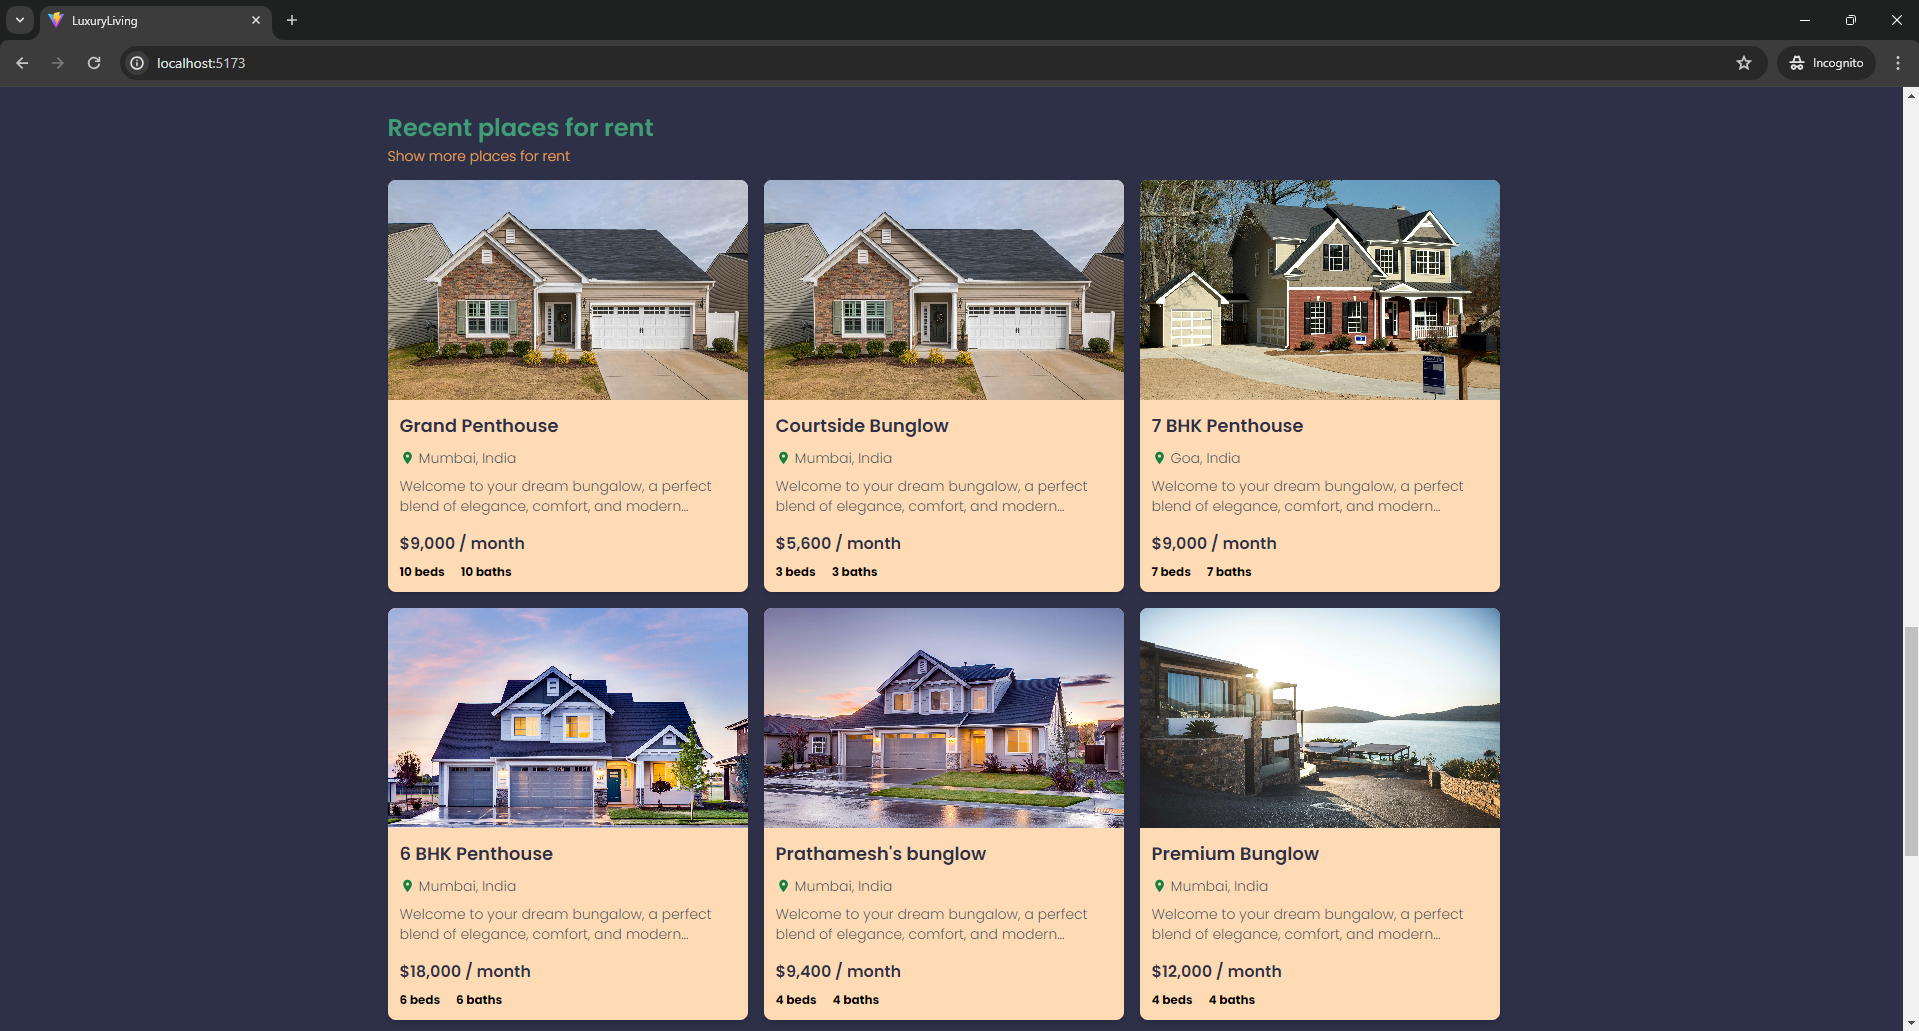 LuxuryLiving
localhost:5173
Incognito
Recent places for rent
Show more places for rent
Grand Penthouse
Mumbai, India
Welcome to your dream bungalow, a perfect
blend of elegance, comfort, and modern...
$9,000 / month
10 beds 10 baths
Courtside Bunglow
Mumbai, India
Welcome to your dream bungalow, a perfect
blend of elegance, comfort, and modern...
$5,600 / month
3 beds 3 baths
7 BHK Penthouse
Goa, India
Welcome to your dream bungalow, a perfect
blend of elegance, comfort, and modern...
$9,000 / month
7 beds 7 baths
6 BHK Penthouse
Mumbai, India
Welcome to your dream bungalow, a perfect
blend of elegance, comfort, and modern...
$18,000 / month
6 beds 6 baths
Prathamesh's bunglow
Mumbai, India
Welcome to your dream bungalow, a perfect
blend of elegance, comfort, and modern...
$9,400 / month
4 beds 4 baths
Premium Bunglow
Mumbai, India
Welcome to your dream bungalow, a perfect
blend of elegance, comfort, and modern...
$12,000 / month
4 beds 4 baths